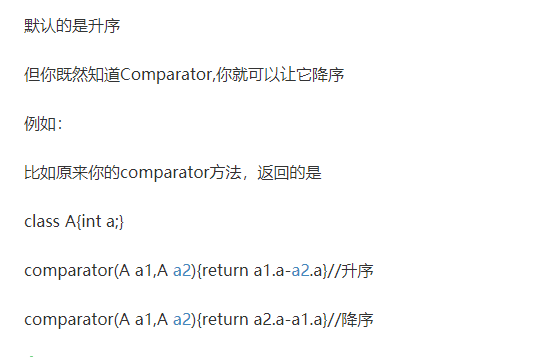 默认的是升序
但你既然知道Comparator,你就可以让它降序
例如：
比如原来你的comparator方法，返回的是
class A{int a;}
comparator(A a1,A a2){return a1.a-a2.a}//升序
comparator(A a1,A a2){return a2.a-a1.a}//降序